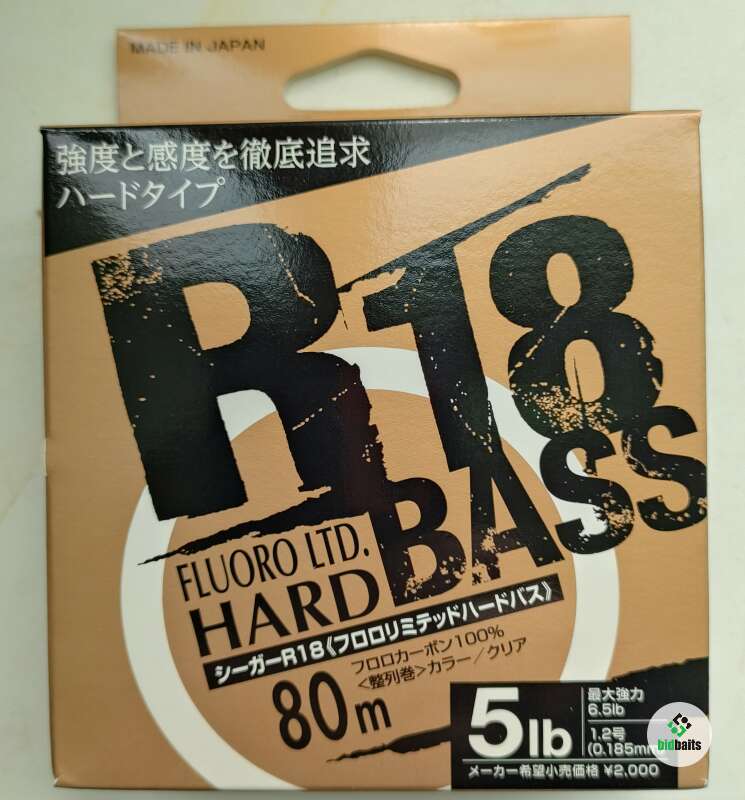 MADE IN JAPAN
強度と感度を徹底追求
ハードタイプ
R18
BASS
FLUORO LTD.
HARD
シーガーR18《フロロリミテッドハードバス》
フロロカーボン100%
<整列巻>カラー／クリア
80m
5lb
最大強力
6.5lb
1.2号
(0.185mm)
メーカー希望小売価格 ¥2,000
bidbaits